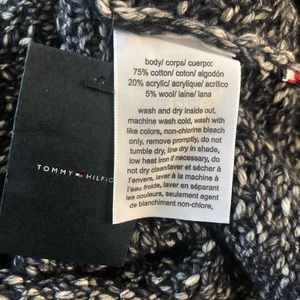 body/ corps/ cuerpo:
75% cotton/ coton/ algodón
20% acrylic/ acrylique/ acrílico
5% wool/ laine/ lana
wash and dry inside out,
machine wash cold, wash with
like colors, non-chlorine bleach
only, remove promptly, do not
tumble dry, line dry in shade,
low heat iron if necessary, do
not dry clean/laver et sécher à
l'envers, laver à la machine à
l'eau froide, laver en séparant
les couleurs, seulement agent
de blanchiment non-chlore,
TOMMY HILFIG